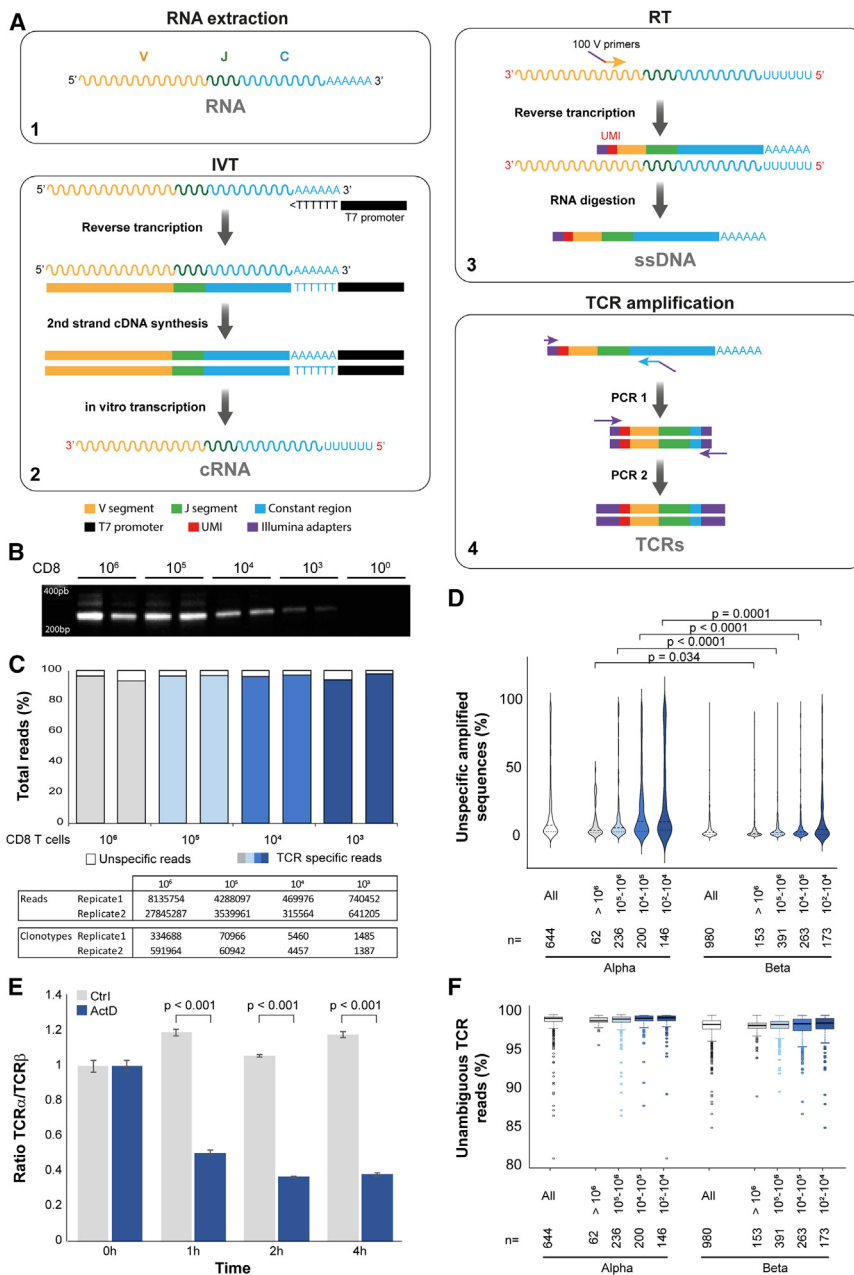 A
RNA extraction
V J C
5' AAAAAA 3'
RNA
1
IVT
5' AAAAAA 3'
<TTTTTT
T7 promoter
Reverse trancription
5' AAAAAA 3'
TTTTTT
2nd strand cDNA synthesis
AAAAAA
TTTTTT
in vitro transcription
3' UUUUUU 5'
cRNA
2
V segment J segment Constant region
T7 promoter UMI Illumina adapters
RT
100 V primers
3' UUUUUU 5'
Reverse trancription
UMI
AAAAAA
3' UUUUUU 5'
RNA digestion
AAAAAA
ssDNA
3
TCR amplification
AAAAAA
PCR 1
PCR 2
TCRs
4
B
CD8 10⁶ 10⁵ 10⁴ 10³ 10⁰
400pb
200bp
C
Total reads (%)
100
80
60
40
20
0
CD8 T cells 10⁶ 10⁵ 10⁴ 10³
Unspecific reads TCR specific reads
10⁶ 10⁵ 10⁴ 10³
Reads Replicate1 8135754 4288097 469976 740452
Replicate2 27845287 3539961 315564 641205
Clonotypes Replicate1 334688 70966 5460 1485
Replicate2 591964 60942 4457 1387
D
p = 0.0001
p < 0.0001
p < 0.0001
p = 0.034
Unspecific amplified
sequences (%)
100
50
0
All > 10⁶ 10⁵-10⁶ 10⁴-10⁵ 10²-10⁴ All > 10⁶ 10⁵-10⁶ 10⁴-10⁵ 10²-10⁴
n= 644 62 236 200 146 980 153 391 263 173
Alpha Beta
E
Ratio TCRα/TCRβ
1.4
1.2
1
0.8
0.6
0.4
0.2
0
Ctrl
ActD
p < 0.001 p < 0.001 p < 0.001
0h 1h 2h 4h
Time
F
Unambiguous TCR
reads (%)
100
95
90
85
80
All > 10⁶ 10⁵-10⁶ 10⁴-10⁵ 10²-10⁴ All > 10⁶ 10⁵-10⁶ 10⁴-10⁵ 10²-10⁴
n= 644 62 236 200 146 980 153 391 263 173
Alpha Beta